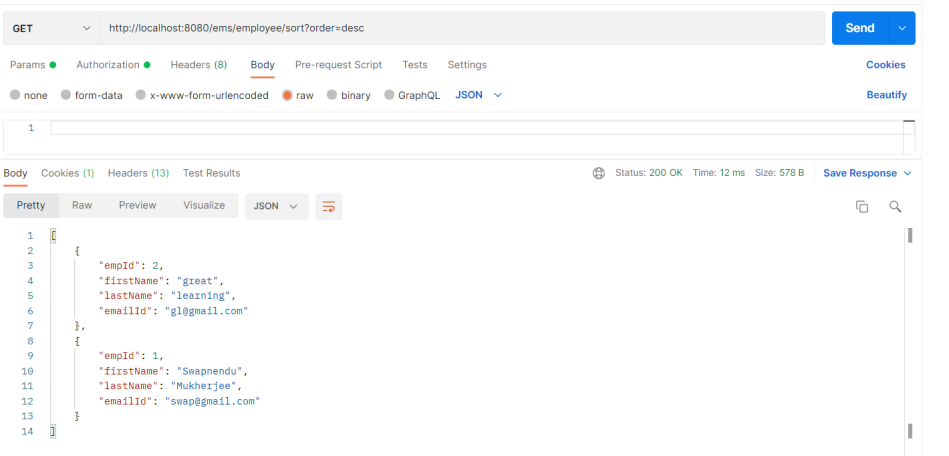 GET http://localhost:8080/ems/employee/sort?order=desc Send
Params Authorization Headers (8) Body Pre-request Script Tests Settings Cookies
none form-data x-www-form-urlencoded raw binary GraphQL JSON Beautify
1
Body Cookies (1) Headers (13) Test Results Status: 200 OK Time: 12 ms Size: 578 B Save Response
Pretty Raw Preview Visualize JSON
1 [
2 {
3 "empId": 2,
4 "firstName": "great",
5 "lastName": "learning",
6 "emailId": "gl@gmail.com"
7 },
8 {
9 "empId": 1,
10 "firstName": "Swapnendu",
11 "lastName": "Mukherjee",
12 "emailId": "swap@gmail.com"
13 }
14 ]